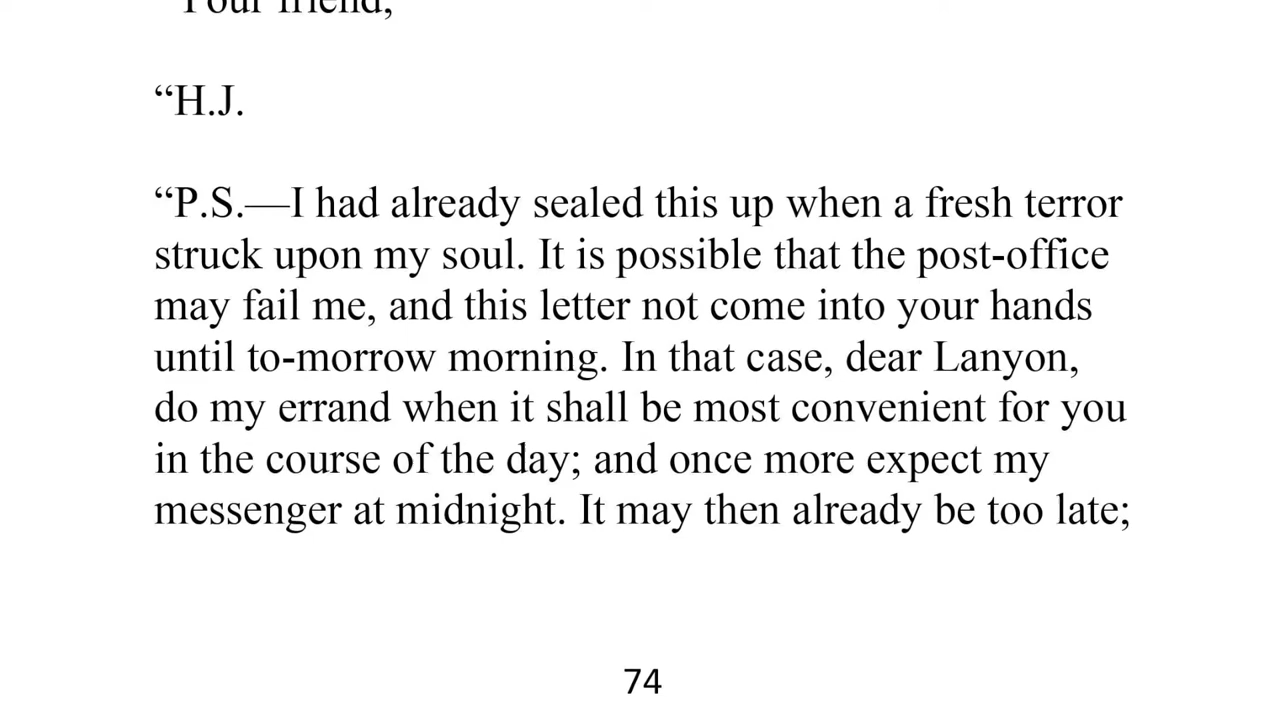 “Your friend,
“H.J.
“P.S.—I had already sealed this up when a fresh terror
struck upon my soul. It is possible that the post-office
may fail me, and this letter not come into your hands
until to-morrow morning. In that case, dear Lanyon,
do my errand when it shall be most convenient for you
in the course of the day; and once more expect my
messenger at midnight. It may then already be too late;
74